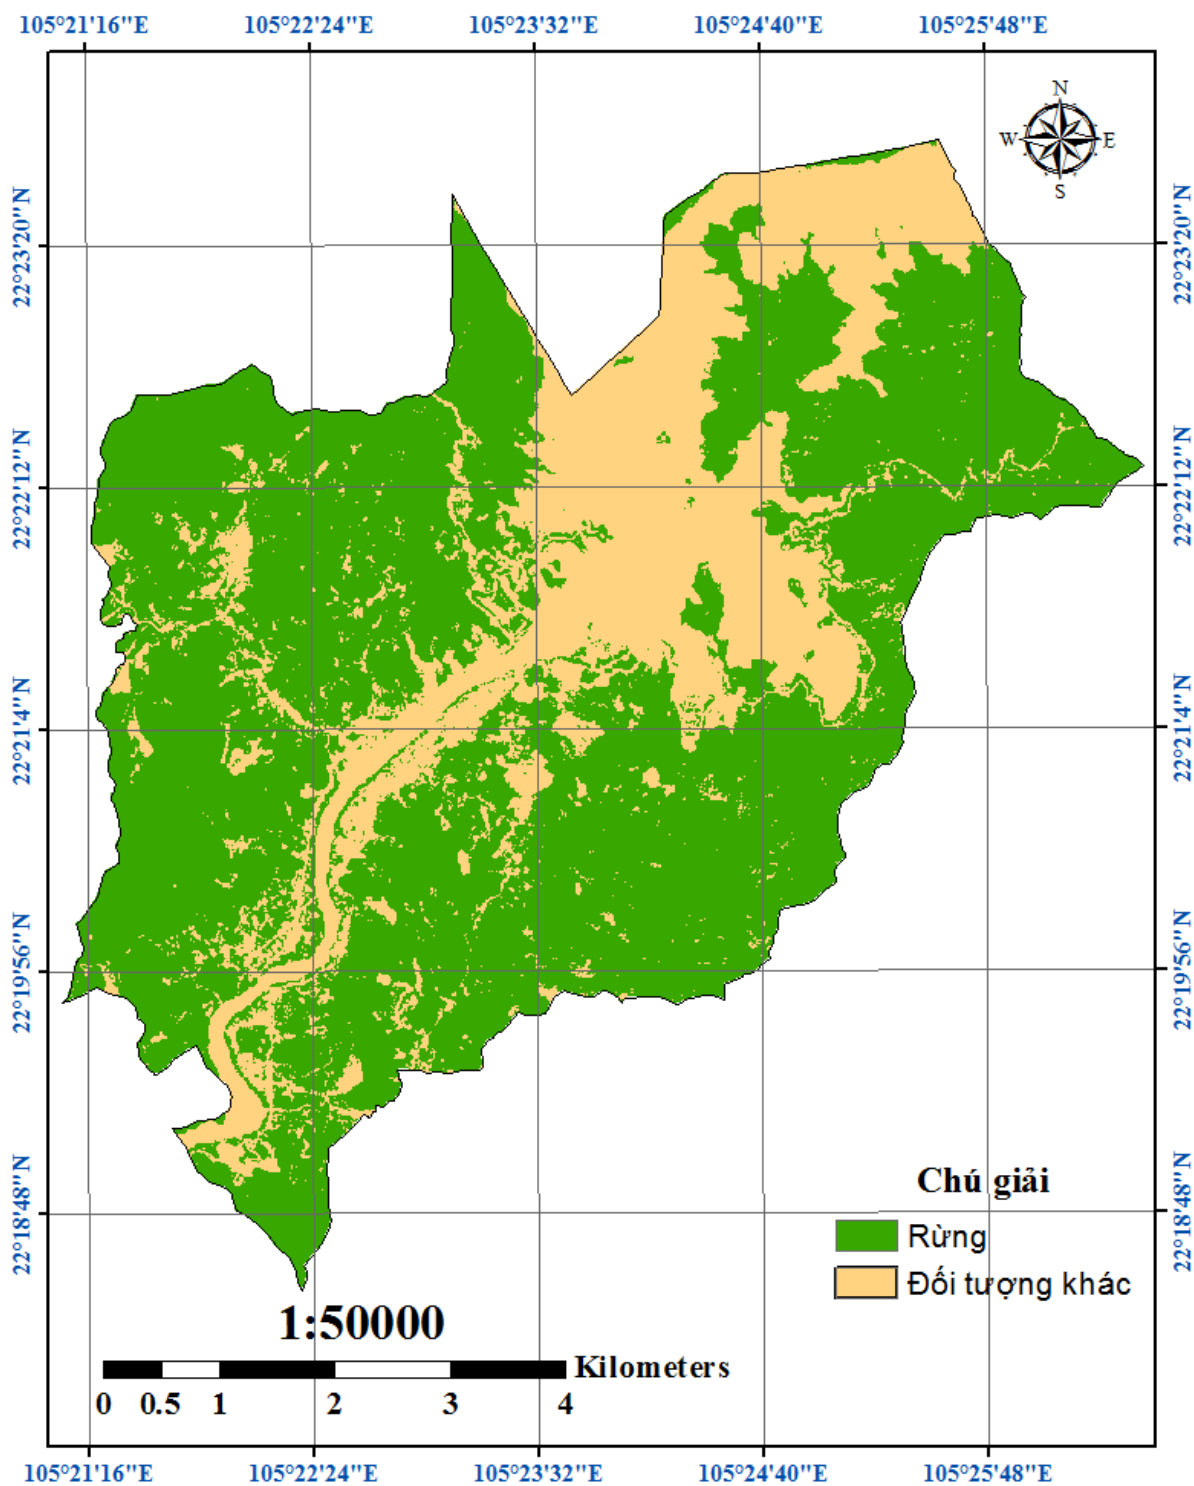 105°21'16"E 105°22'24"E 105°23'32"E 105°24'40"E 105°25'48"E
N
W E
S
22°23'20"N 22°23'20"N
22°22'12"N 22°22'12"N
22°21'4"N 22°21'4"N
22°19'56"N 22°19'56"N
22°18'48"N 22°18'48"N
Chú giải
Rừng
Đối tượng khác
1:50000
Kilometers
0 0.5 1 2 3 4
105°21'16"E 105°22'24"E 105°23'32"E 105°24'40"E 105°25'48"E